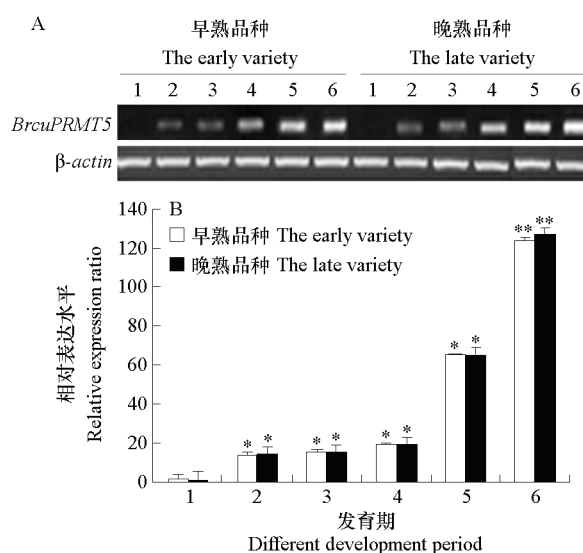 A
早熟品种 晚熟品种
The early variety The late variety
1 2 3 4 5 6 1 2 3 4 5 6
BrcuPRMT5
β-actin
B
140
120
100
80
60
40
20
0
相对表达水平
Relative expression ratio
早熟品种 The early variety
晚熟品种 The late variety
* * * * * * * * ** **
1 2 3 4 5 6
发育期
Different development period